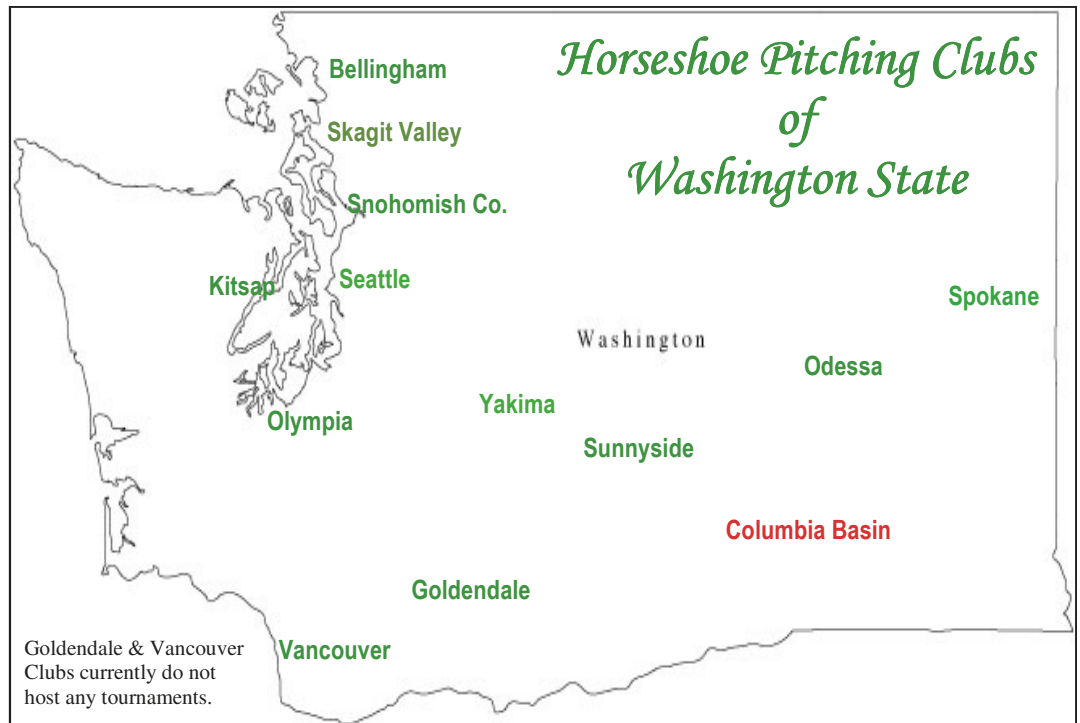 Horseshoe Pitching Clubs
of
Washington State
Bellingham
Skagit Valley
Snohomish Co.
Kitsap
Seattle
Spokane
Washington
Odessa
Yakima
Olympia
Sunnyside
Columbia Basin
Goldendale
Vancouver
Goldendale & Vancouver
Clubs currently do not
host any tournaments.